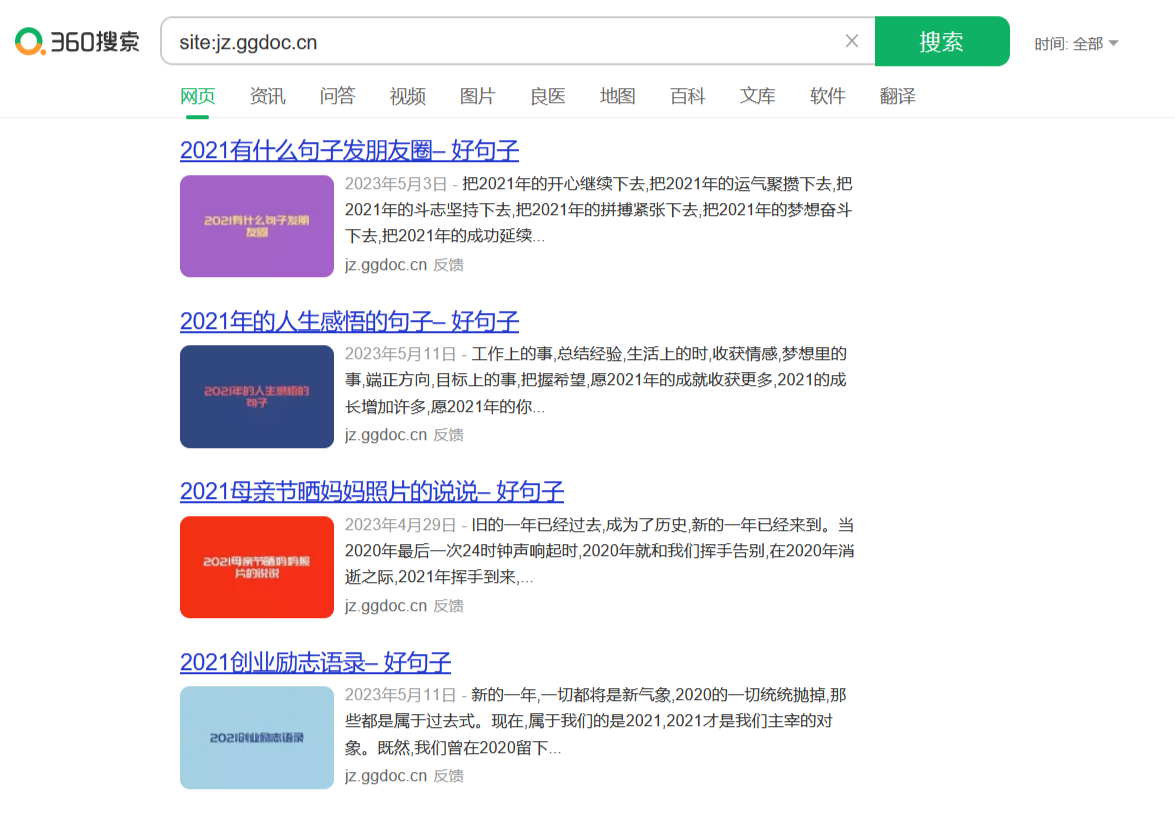 360搜索
site:jz.ggdoc.cn
搜索
时间: 全部
网页 资讯 问答 视频 图片 良医 地图 百科 文库 软件 翻译
2021有什么句子发朋友圈– 好句子
2021有什么句子发朋
友圈
2023年5月3日 - 把2021年的开心继续下去,把2021年的运气聚攒下去,把
2021年的斗志坚持下去,把2021年的拼搏紧张下去,把2021年的梦想奋斗
下去,把2021年的成功延续...
jz.ggdoc.cn 反馈
2021年的人生感悟的句子– 好句子
2021年的人生感悟的
句子
2023年5月11日 - 工作上的事,总结经验,生活上的时,收获情感,梦想里的
事,端正方向,目标上的事,把握希望,愿2021年的成就收获更多,2021的成
长增加许多,愿2021年的你...
jz.ggdoc.cn 反馈
2021母亲节晒妈妈照片的说说– 好句子
2021母亲节晒妈妈照
片的说说
2023年4月29日 - 旧的一年已经过去,成为了历史,新的一年已经来到。当
2020年最后一次24时钟声响起时,2020年就和我们挥手告别,在2020年消
逝之际,2021年挥手到来,...
jz.ggdoc.cn 反馈
2021创业励志语录– 好句子
2021创业励志语录
2023年5月11日 - 新的一年,一切都将是新气象,2020的一切统统抛掉,那
些都是属于过去式。现在,属于我们的是2021,2021才是我们主宰的对
象。既然,我们曾在2020留下...
jz.ggdoc.cn 反馈